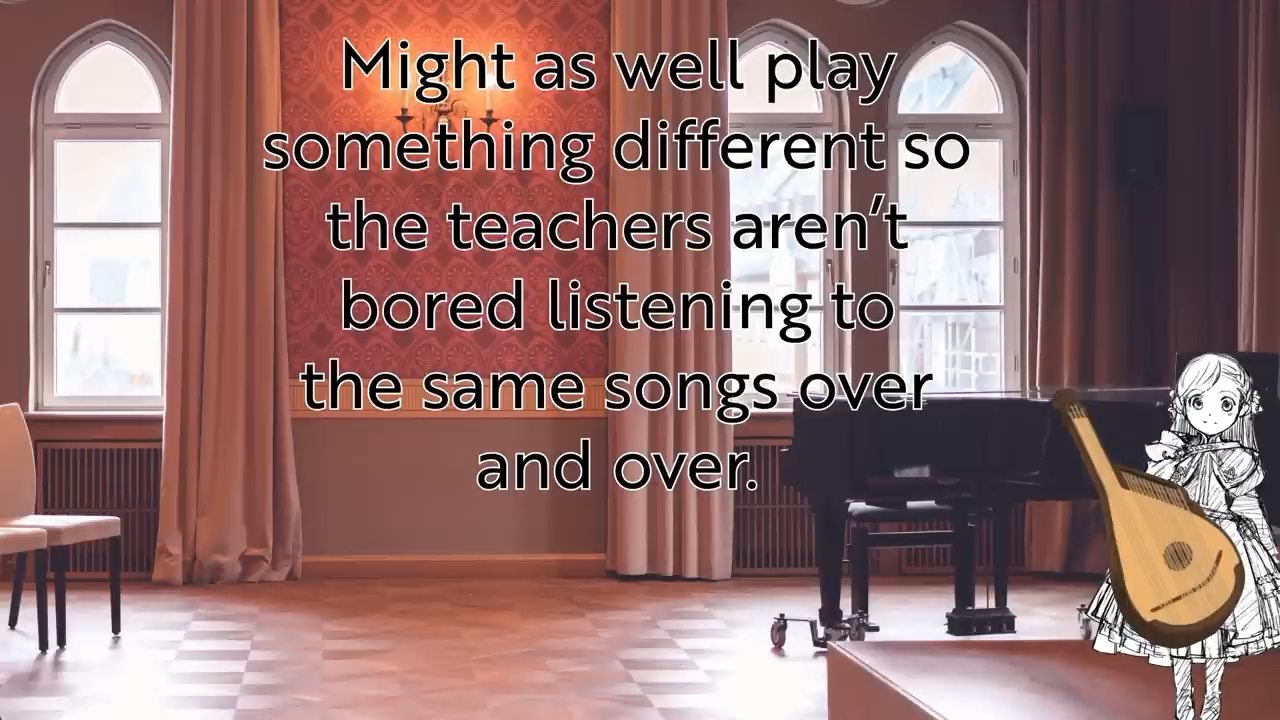 Might as well play
something different so
the teachers aren’t
bored listening to
the same songs over
and over.